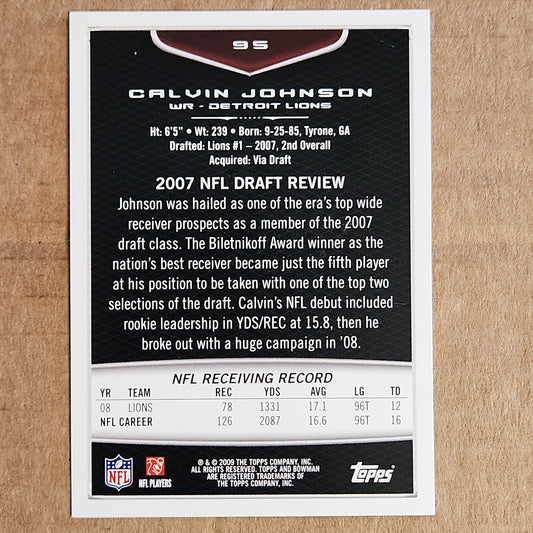 95
CALVIN JOHNSON
WR - DETROIT LIONS
Ht: 6'5" • Wt: 239 • Born: 9-25-85, Tyrone, GA
Drafted: Lions #1 – 2007, 2nd Overall
Acquired: Via Draft
2007 NFL DRAFT REVIEW
Johnson was hailed as one of the era's top wide
receiver prospects as a member of the 2007
draft class. The Biletnikoff Award winner as the
nation's best receiver became just the fifth player
at his position to be taken with one of the top two
selections of the draft. Calvin's NFL debut included
rookie leadership in YDS/REC at 15.8, then he
broke out with a huge campaign in '08.
NFL RECEIVING RECORD
YR TEAM REC YDS AVG LG TD
08 LIONS 78 1331 17.1 96T 12
NFL CAREER 126 2087 16.6 96T 16
NFL
NFL PLAYERS
® & © 2009 THE TOPPS COMPANY, INC.
ALL RIGHTS RESERVED. TOPPS AND BOWMAN
ARE REGISTERED TRADEMARKS OF
THE TOPPS COMPANY, INC.
topps